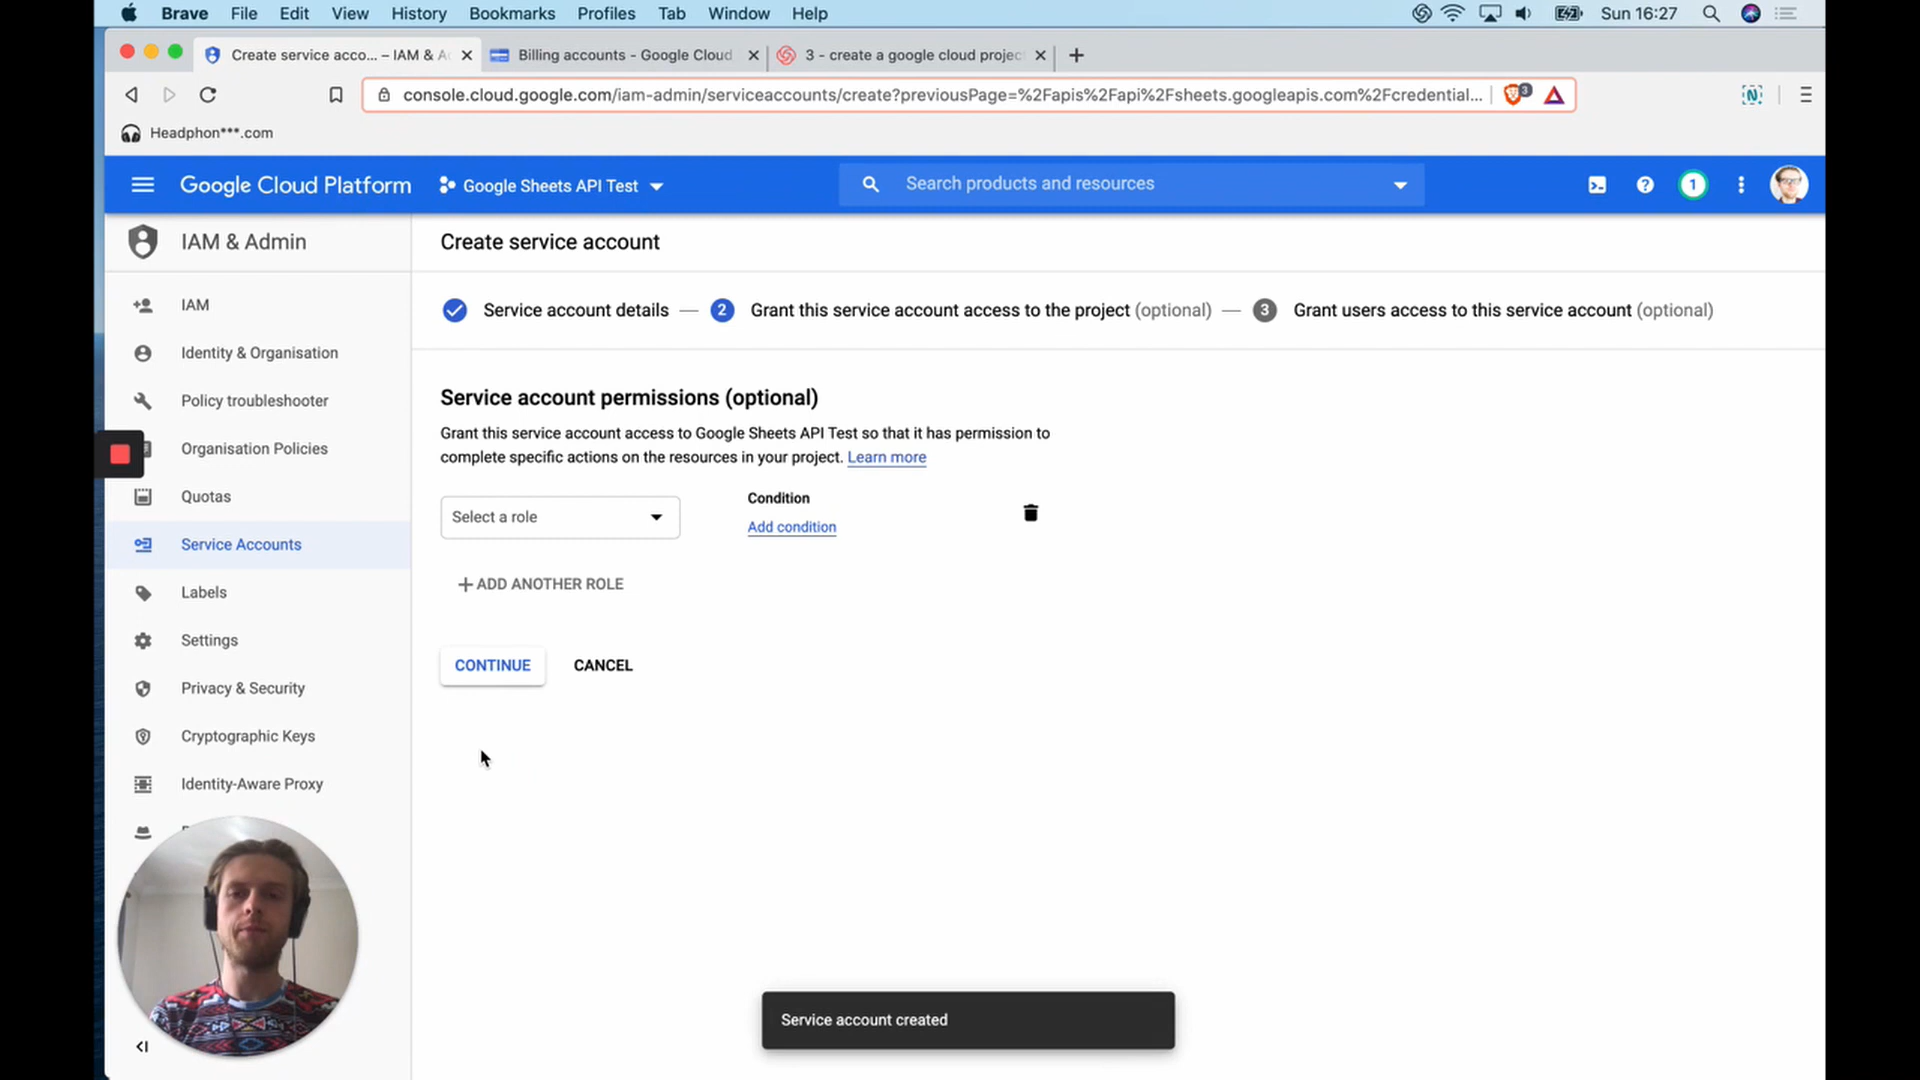 Brave File Edit View History Bookmarks Profiles Tab Window Help Sun 16:27
Create service acco... – IAM & A Billing accounts - Google Cloud 3 - create a google cloud projec
console.cloud.google.com/iam-admin/serviceaccounts/create?previousPage=%2Fapis%2Fapi%2Fsheets.googleapis.com%2Fcredential... 3
Headphon***.com
Google Cloud Platform Google Sheets API Test Search products and resources 1
IAM & Admin
Create service account
IAM
Identity & Organisation
Policy troubleshooter
Organisation Policies
Quotas
Service Accounts
Labels
Settings
Privacy & Security
Cryptographic Keys
Identity-Aware Proxy
Service account details — 2 Grant this service account access to the project (optional) — 3 Grant users access to this service account (optional)
Service account permissions (optional)
Grant this service account access to Google Sheets API Test so that it has permission to
complete specific actions on the resources in your project. Learn more
Select a role
Condition
Add condition
+ ADD ANOTHER ROLE
CONTINUE CANCEL
Service account created